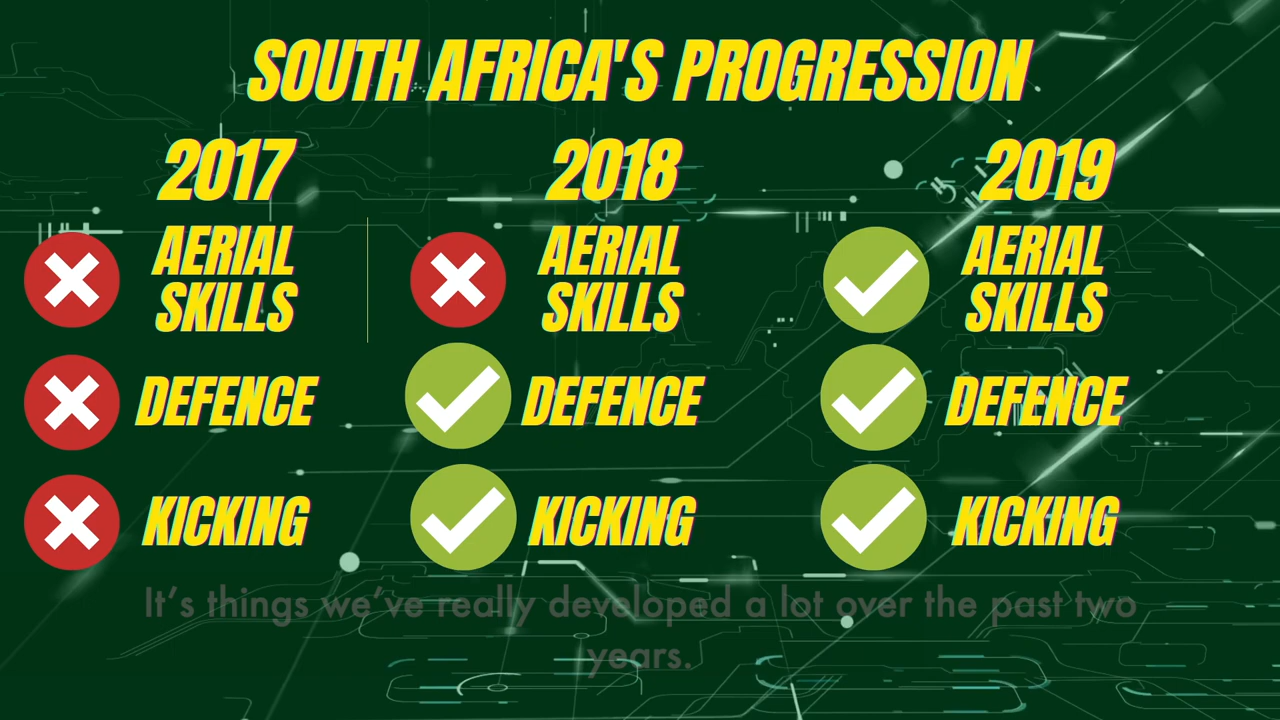 SOUTH AFRICA'S PROGRESSION
2017 2018 2019
AERIAL SKILLS AERIAL SKILLS AERIAL SKILLS
DEFENCE DEFENCE DEFENCE
KICKING KICKING KICKING
It's things we've really developed a lot over the past two
years.